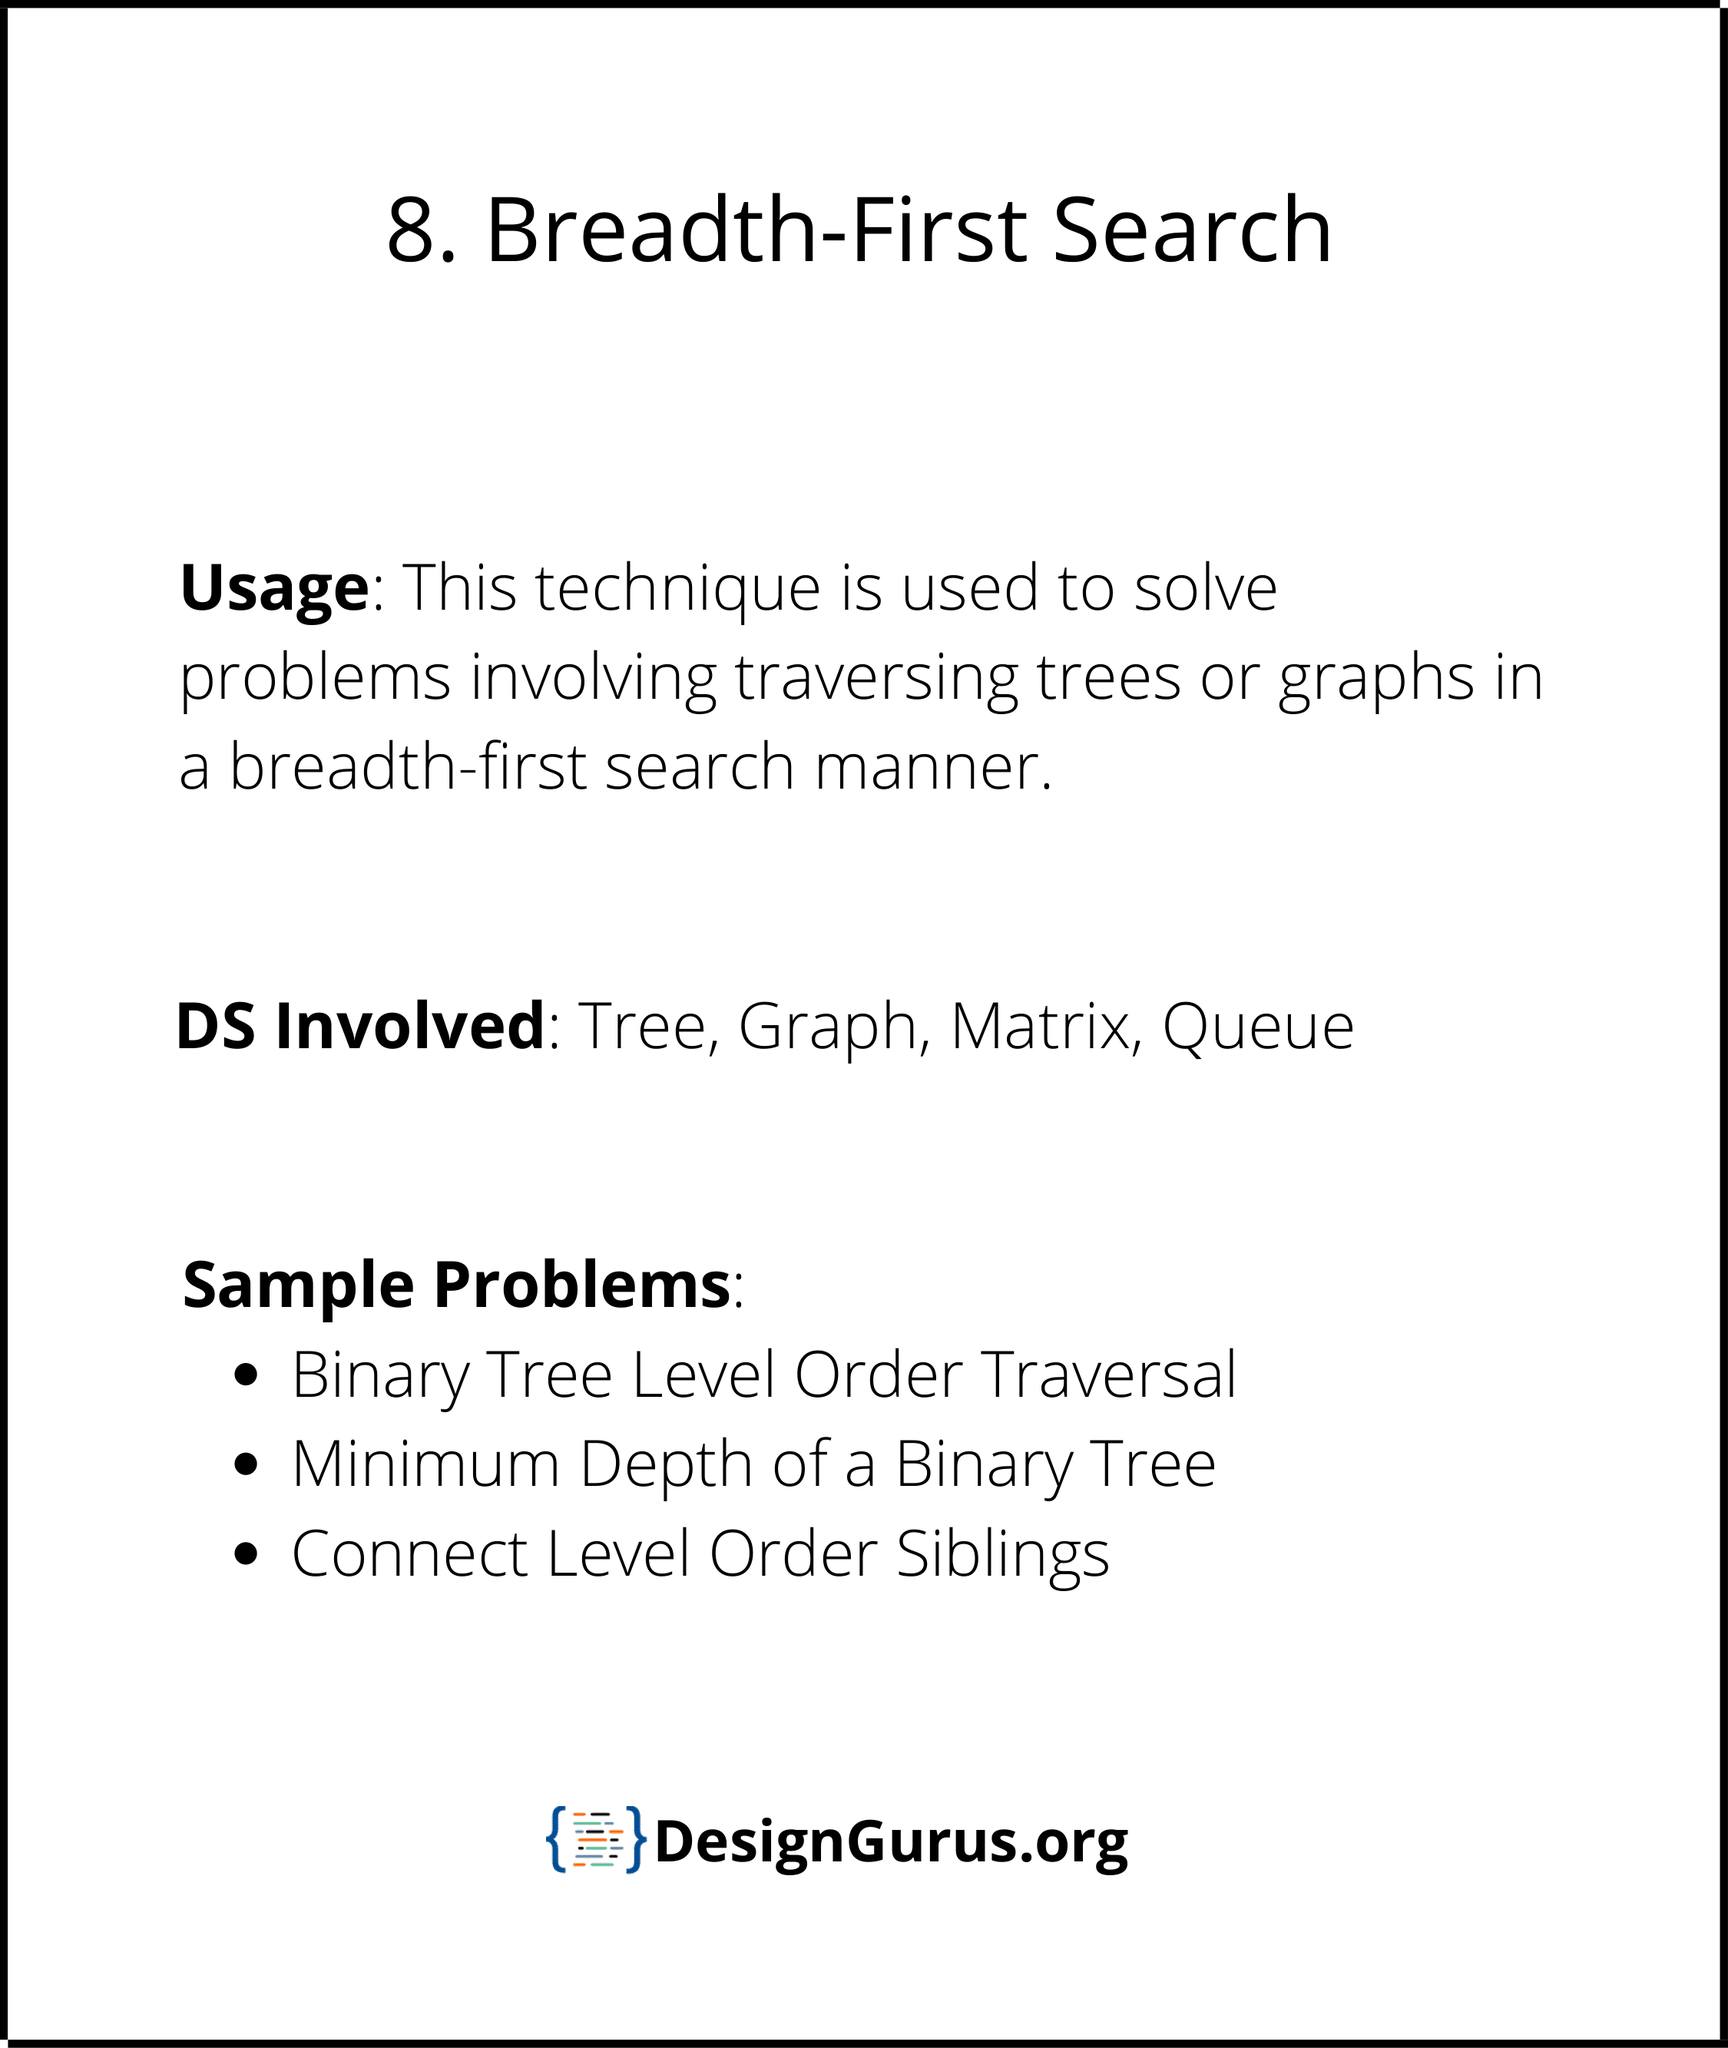 8. Breadth-First Search
Usage: This technique is used to solve
problems involving traversing trees or graphs in
a breadth-first search manner.
DS Involved: Tree, Graph, Matrix, Queue
Sample Problems:
• Binary Tree Level Order Traversal
• Minimum Depth of a Binary Tree
• Connect Level Order Siblings
DesignGurus.org